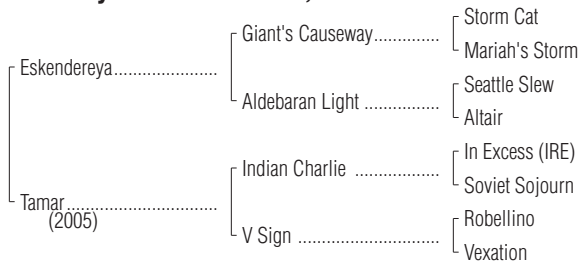 Storm Cat
Giant's Causeway...............
Mariah's Storm
Eskendereya.....................
Seattle Slew
Aldebaran Light ...............
Altair
In Excess (IRE)
Indian Charlie .................
Soviet Sojourn
Tamar..............................
(2005)
Robellino
V Sign ............................
Vexation